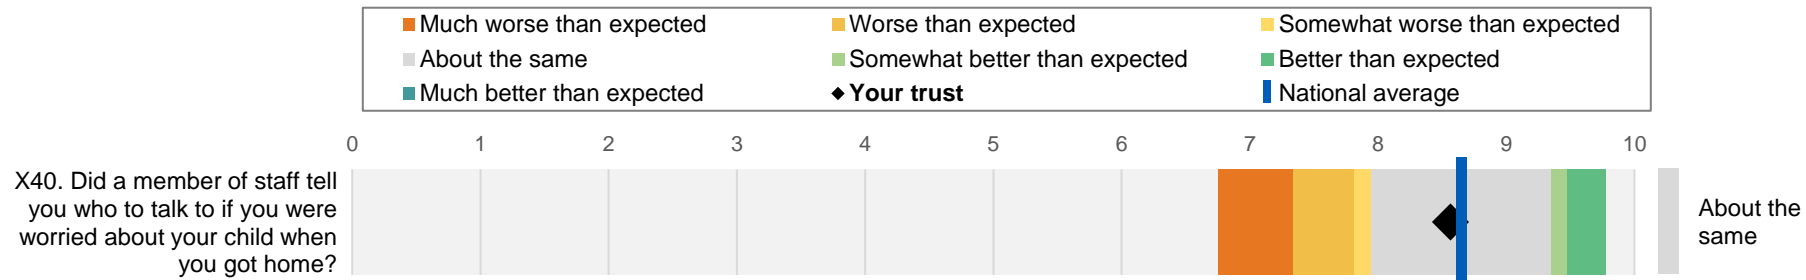 Much worse than expected
Worse than expected
Somewhat worse than expected
About the same
Somewhat better than expected
Better than expected
Much better than expected
Your trust
National average
0 1 2 3 4 5 6 7 8 9 10
X40. Did a member of staff tell
you who to talk to if you were
worried about your child when
you got home?
About the
same